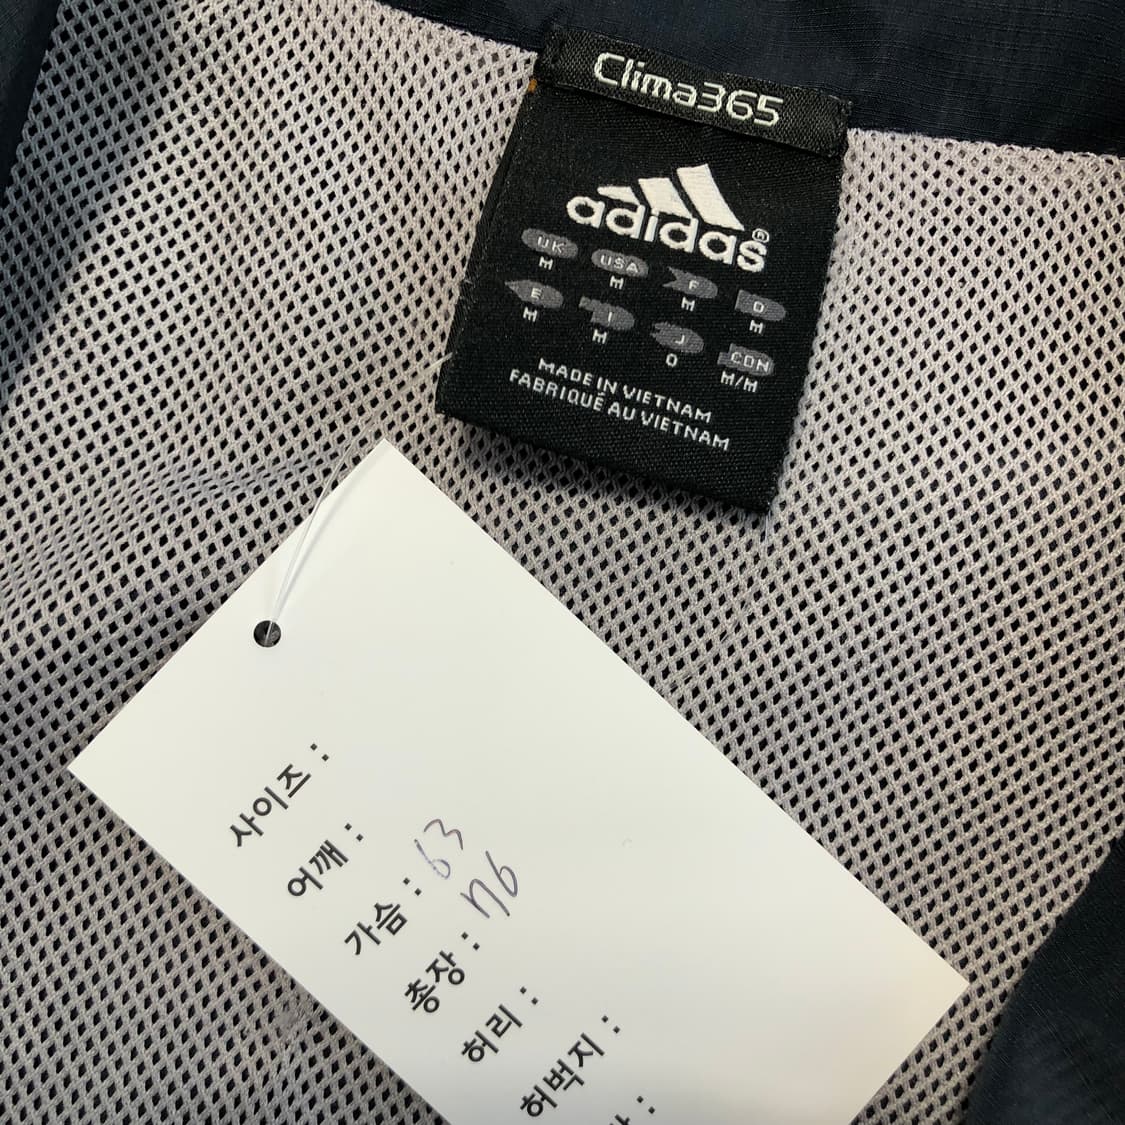 Clima365
adidas®
UK USA F D
M M M M
E I J CDN
M M O M/M
MADE IN VIETNAM
FABRIQUÉ AU VIETNAM
사이즈 :
어깨 :
가슴 : 63
총장 : 76
허리 :
허벅지 :